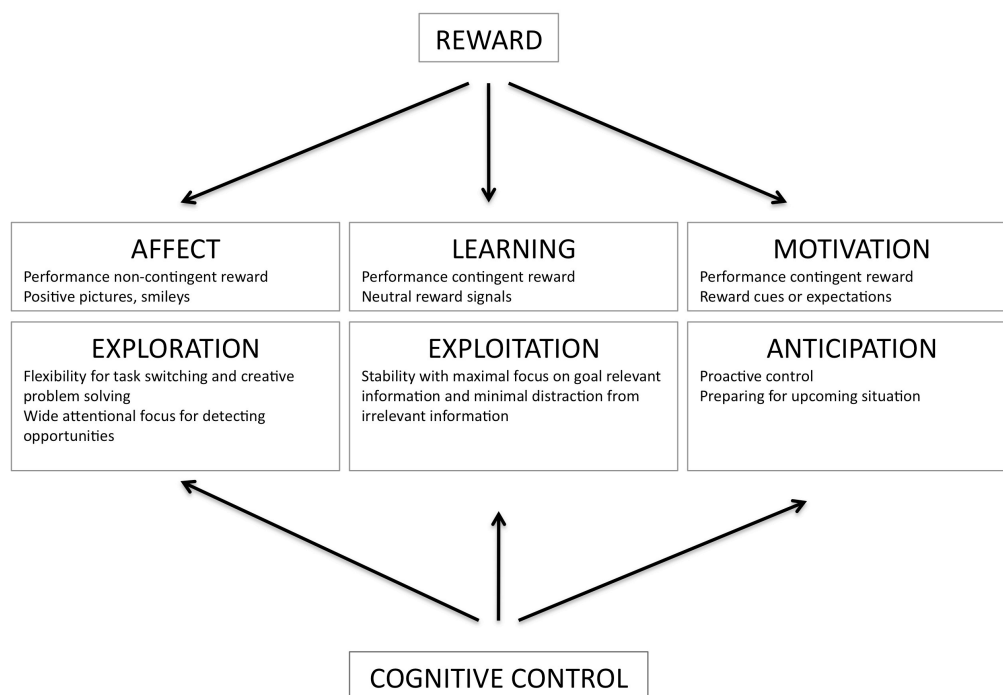 REWARD
AFFECT
Performance non-contingent reward
Positive pictures, smileys
LEARNING
Performance contingent reward
Neutral reward signals
MOTIVATION
Performance contingent reward
Reward cues or expectations
EXPLORATION
Flexibility for task switching and creative
problem solving
Wide attentional focus for detecting
opportunities
EXPLOITATION
Stability with maximal focus on goal relevant
information and minimal distraction from
irrelevant information
ANTICIPATION
Proactive control
Preparing for upcoming situation
COGNITIVE CONTROL